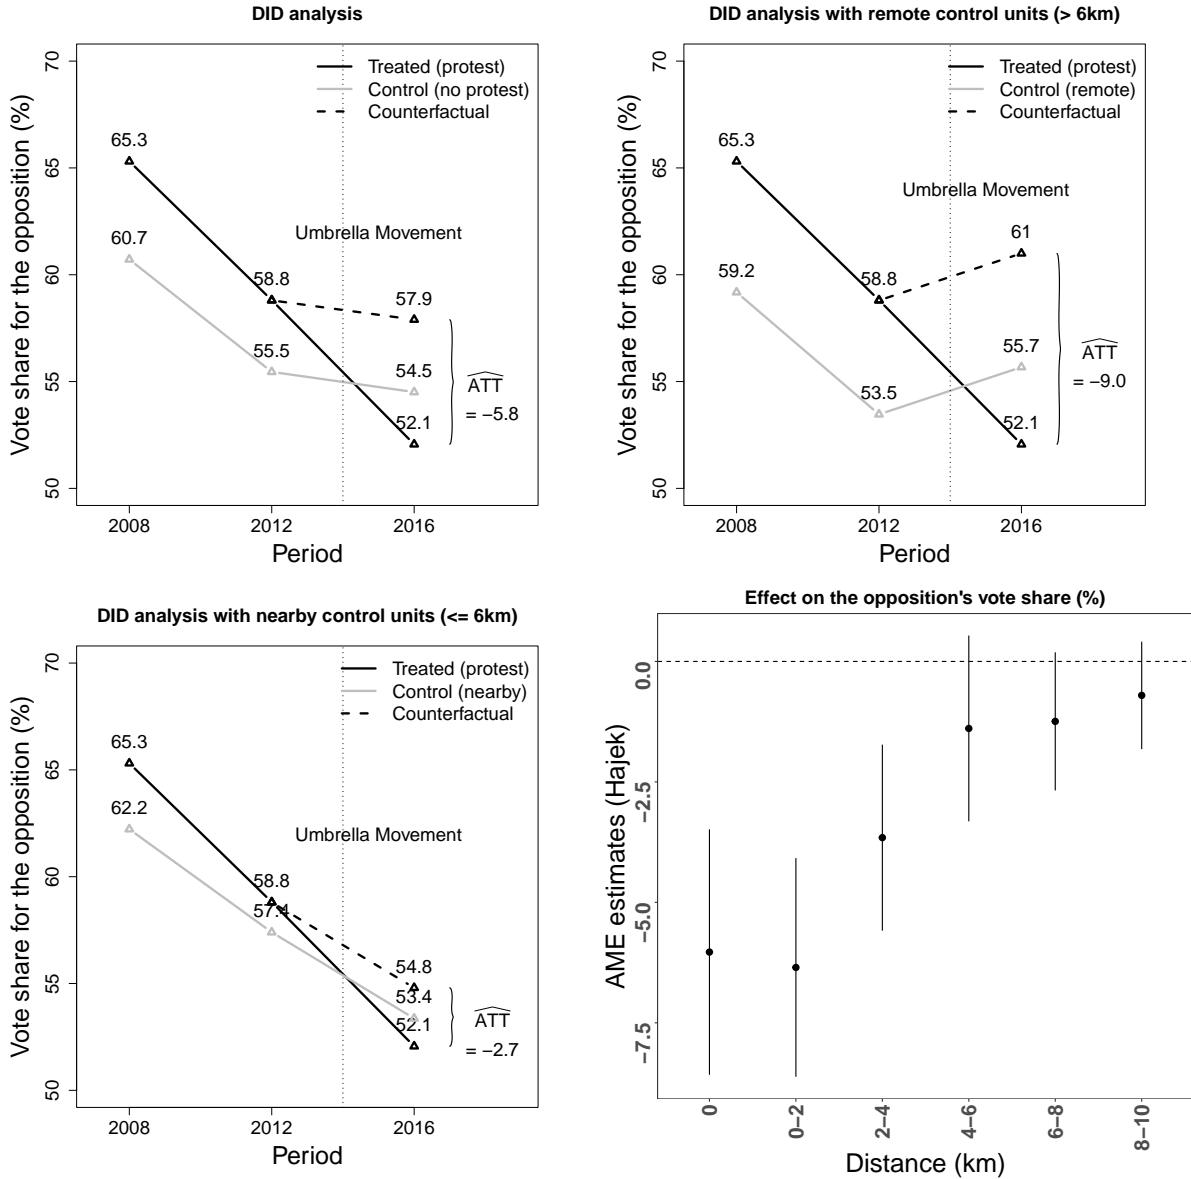 DID analysis
Vote share for the opposition (%)
70
65
60
55
50
Treated (protest)
Control (no protest)
Counterfactual
65.3
60.7
Umbrella Movement
58.8
57.9
55.5
54.5
52.1
ATT
= −5.8
2008
2012
2016
Period
DID analysis with remote control units (> 6km)
Vote share for the opposition (%)
70
65
60
55
50
Treated (protest)
Control (remote)
Counterfactual
65.3
Umbrella Movement
61
59.2
58.8
55.7
53.5
52.1
ATT
= −9.0
2008
2012
2016
Period
DID analysis with nearby control units (<= 6km)
Vote share for the opposition (%)
70
65
60
55
50
Treated (protest)
Control (nearby)
Counterfactual
65.3
62.2
Umbrella Movement
58.8
57.4
54.8
53.4
52.1
ATT
= −2.7
2008
2012
2016
Period
Effect on the opposition's vote share (%)
AME estimates (Hajek)
0.0
−2.5
−5.0
−7.5
0
0−2
2−4
4−6
6−8
8−10
Distance (km)